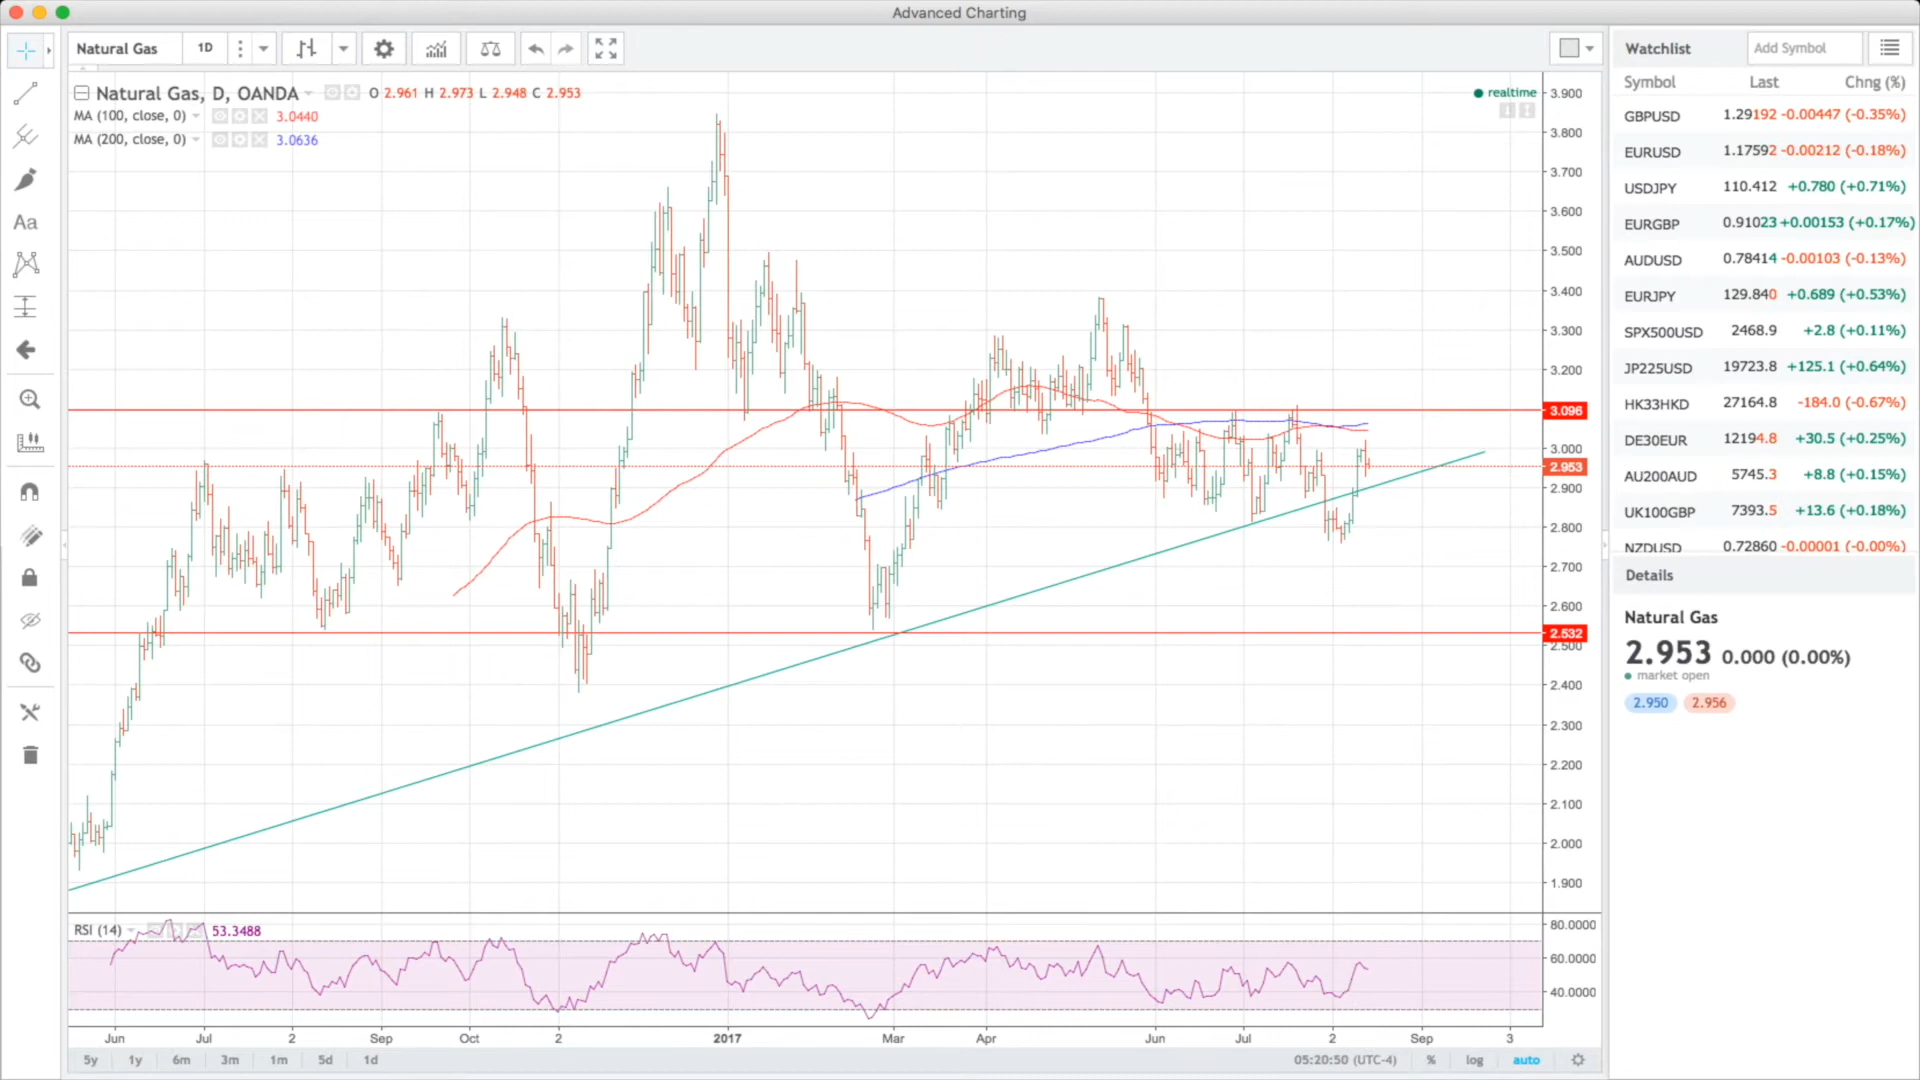 Advanced Charting
Natural Gas 1D
Natural Gas, D, OANDA O 2.961 H 2.973 L 2.948 C 2.953
MA (100, close, 0) 3.0440
MA (200, close, 0) 3.0636
realtime
Aa
3.900
3.800
3.700
3.600
3.500
3.400
3.300
3.200
3.096
3.000
2.953
2.900
2.800
2.700
2.600
2.532
2.500
2.400
2.300
2.200
2.100
2.000
1.900
RSI (14) 53.3488
80.0000
60.0000
40.0000
Jun Jul 2 Sep Oct 2 2017 Mar Apr Jun Jul 2 Sep 3
5y 1y 6m 3m 1m 5d 1d 05:20:50 (UTC-4) % log auto
Watchlist Add Symbol
Symbol Last Chng (%)
GBPUSD 1.29192 -0.00447 (-0.35%)
EURUSD 1.17592 -0.00212 (-0.18%)
USDJPY 110.412 +0.780 (+0.71%)
EURGBP 0.91023 +0.00153 (+0.17%)
AUDUSD 0.78414 -0.00103 (-0.13%)
EURJPY 129.840 +0.689 (+0.53%)
SPX500USD 2468.9 +2.8 (+0.11%)
JP225USD 19723.8 +125.1 (+0.64%)
HK33HKD 27164.8 -184.0 (-0.67%)
DE30EUR 12194.8 +30.5 (+0.25%)
AU200AUD 5745.3 +8.8 (+0.15%)
UK100GBP 7393.5 +13.6 (+0.18%)
NZDUSD 0.72860 -0.00001 (-0.00%)
Details
Natural Gas
2.953 0.000 (0.00%)
market open
2.950 2.956